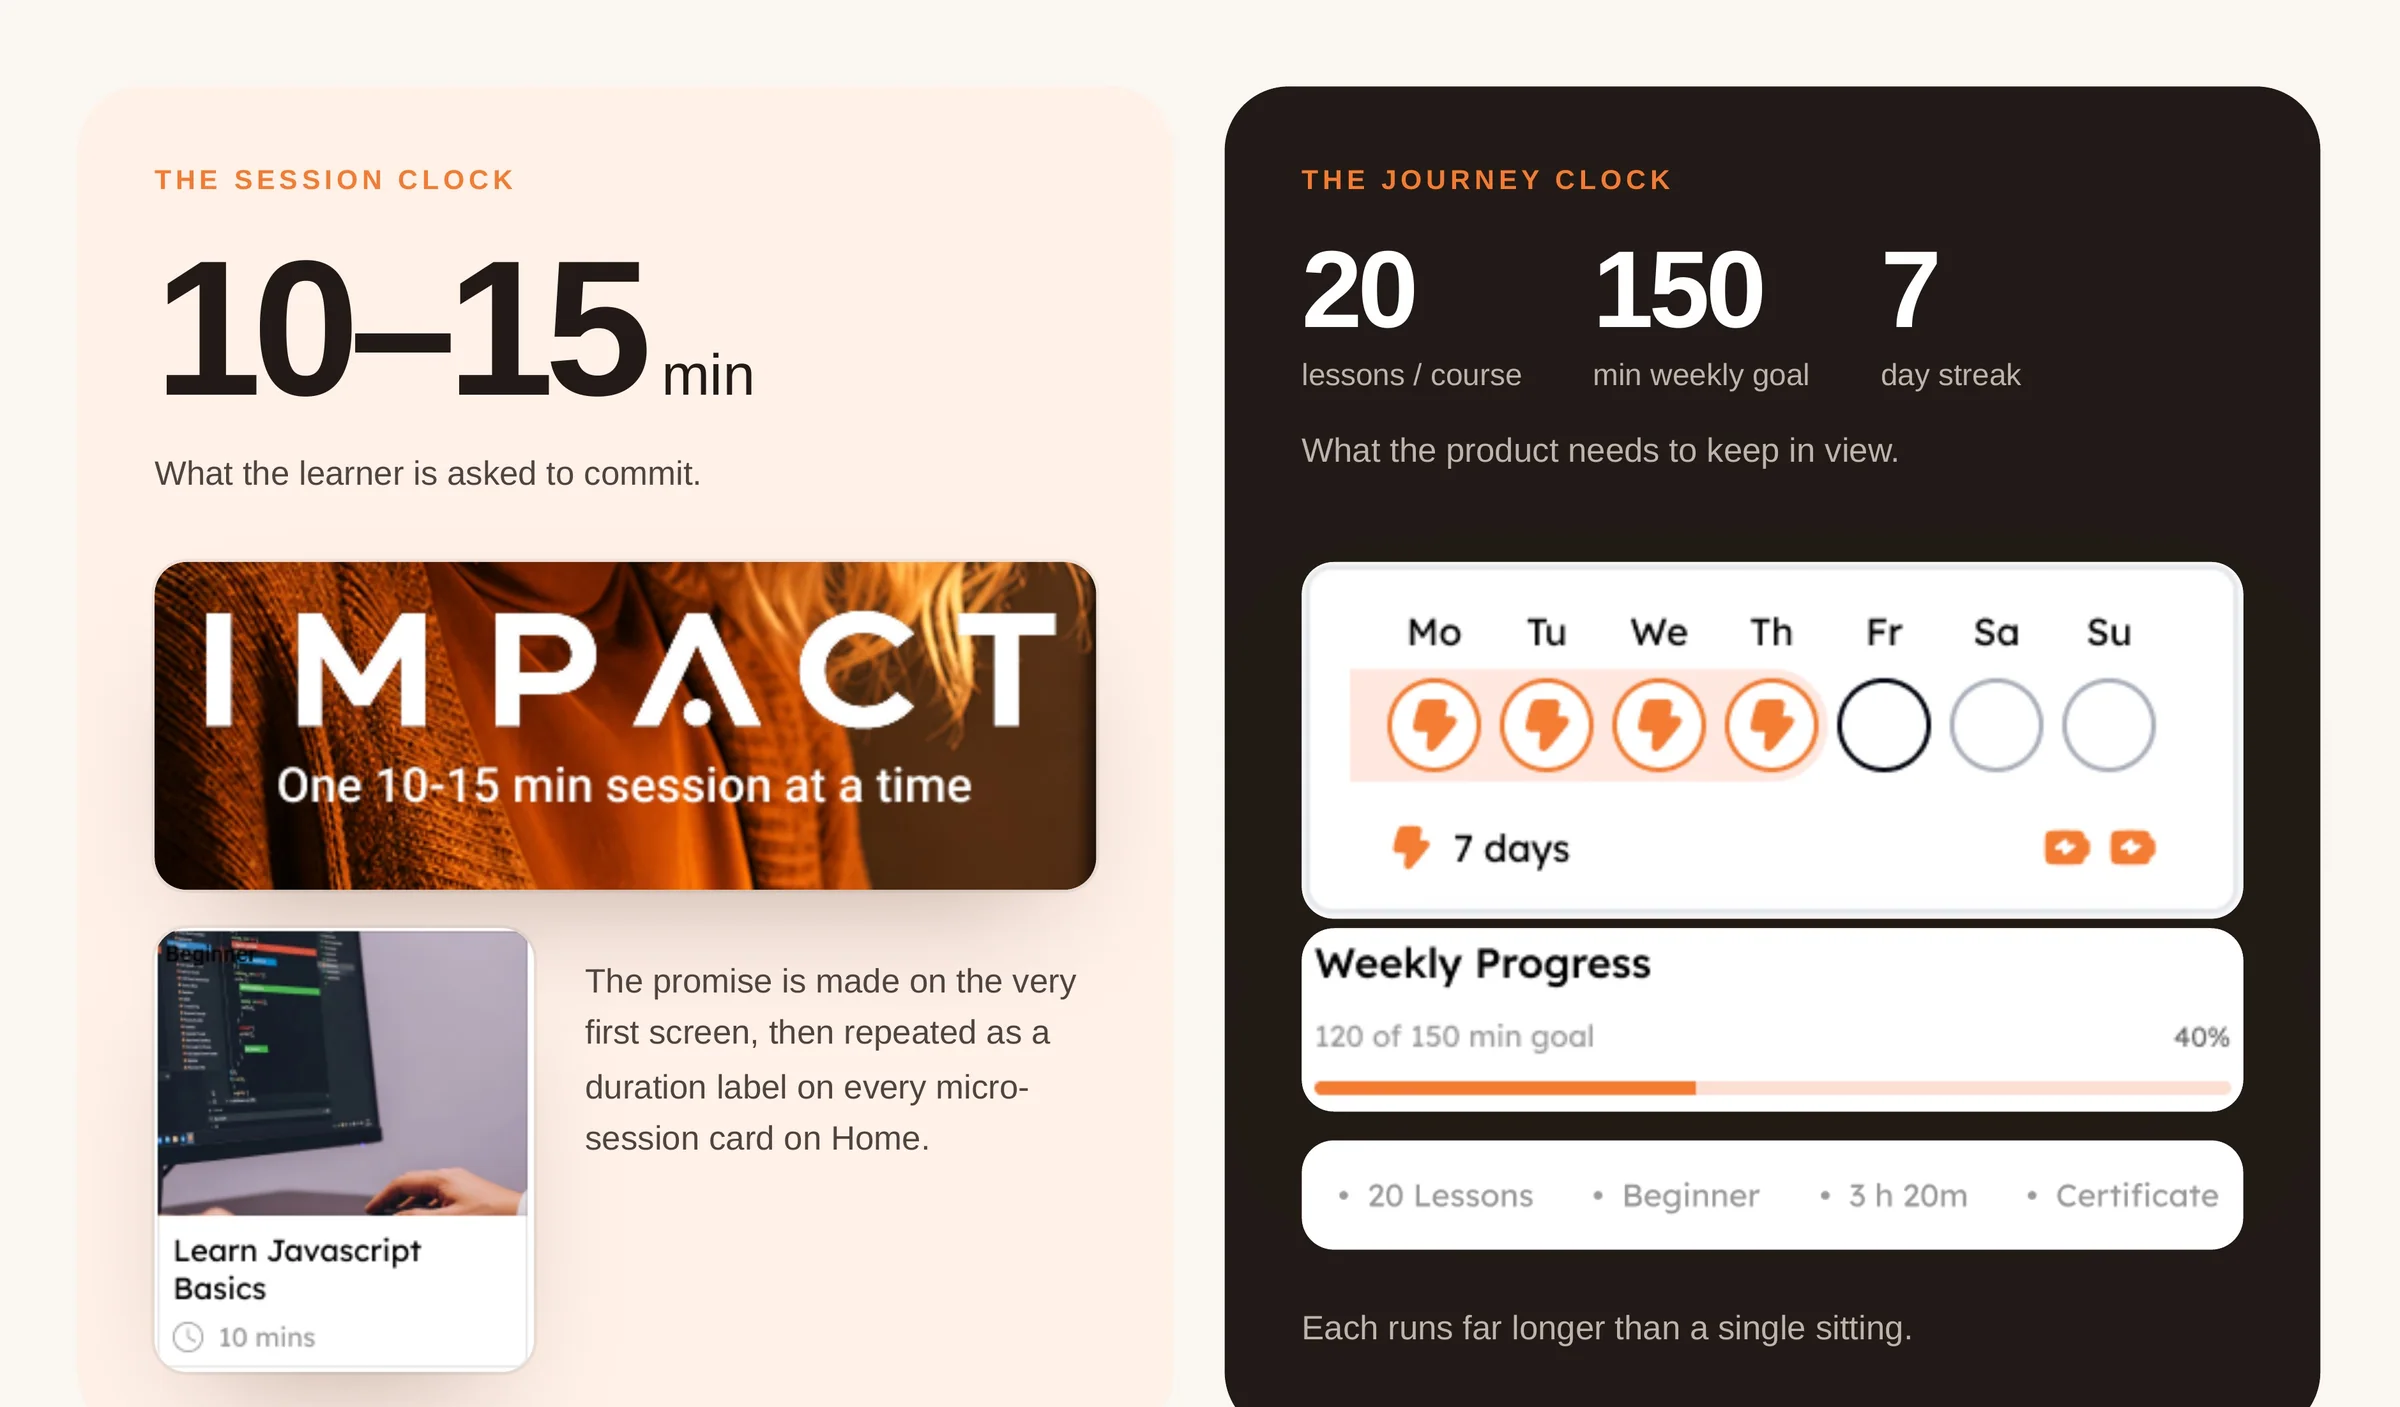 THE SESSION CLOCK
10–15 min
What the learner is asked to commit.
IMPACT
One 10-15 min session at a time
Beginner
Learn Javascript
Basics
10 mins
The promise is made on the very
first screen, then repeated as a
duration label on every micro-
session card on Home.
THE JOURNEY CLOCK
20 150 7
lessons / course min weekly goal day streak
What the product needs to keep in view.
Mo Tu We Th Fr Sa Su
7 days
Weekly Progress
120 of 150 min goal 40%
• 20 Lessons • Beginner • 3 h 20m • Certificate
Each runs far longer than a single sitting.